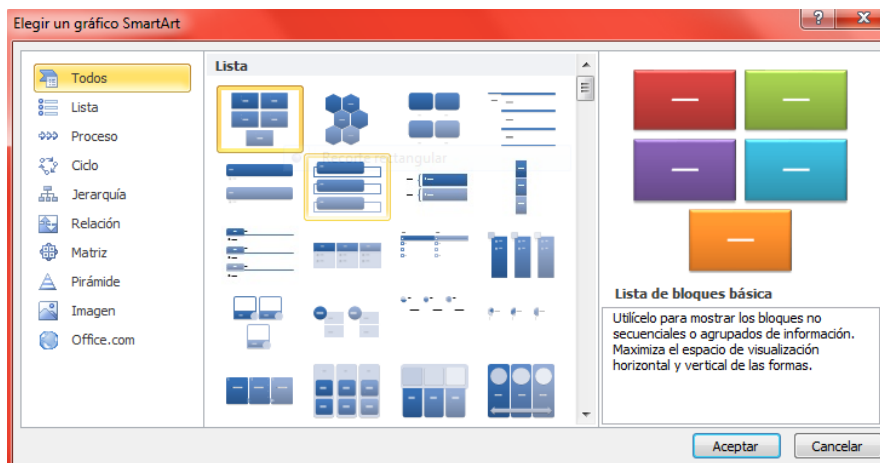 Elegir un gráfico SmartArt
Todos
Lista
Proceso
Ciclo
Jerarquía
Relación
Matriz
Pirámide
Imagen
Office.com
Lista
Recorte rectangular
Lista de bloques básica
Utilícelo para mostrar los bloques no
secuenciales o agrupados de información.
Maximiza el espacio de visualización
horizontal y vertical de las formas.
Aceptar
Cancelar